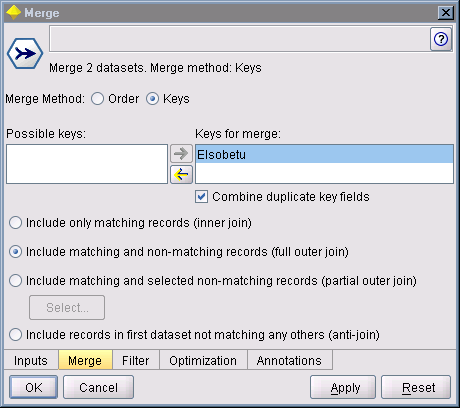 Merge
?
Merge 2 datasets. Merge method: Keys
Merge Method: Order Keys
Possible keys: Keys for merge:
Elsobetu
Combine duplicate key fields
Include only matching records (inner join)
Include matching and non-matching records (full outer join)
Include matching and selected non-matching records (partial outer join)
Select...
Include records in first dataset not matching any others (anti-join)
Inputs Merge Filter Optimization Annotations
OK Cancel Apply Reset